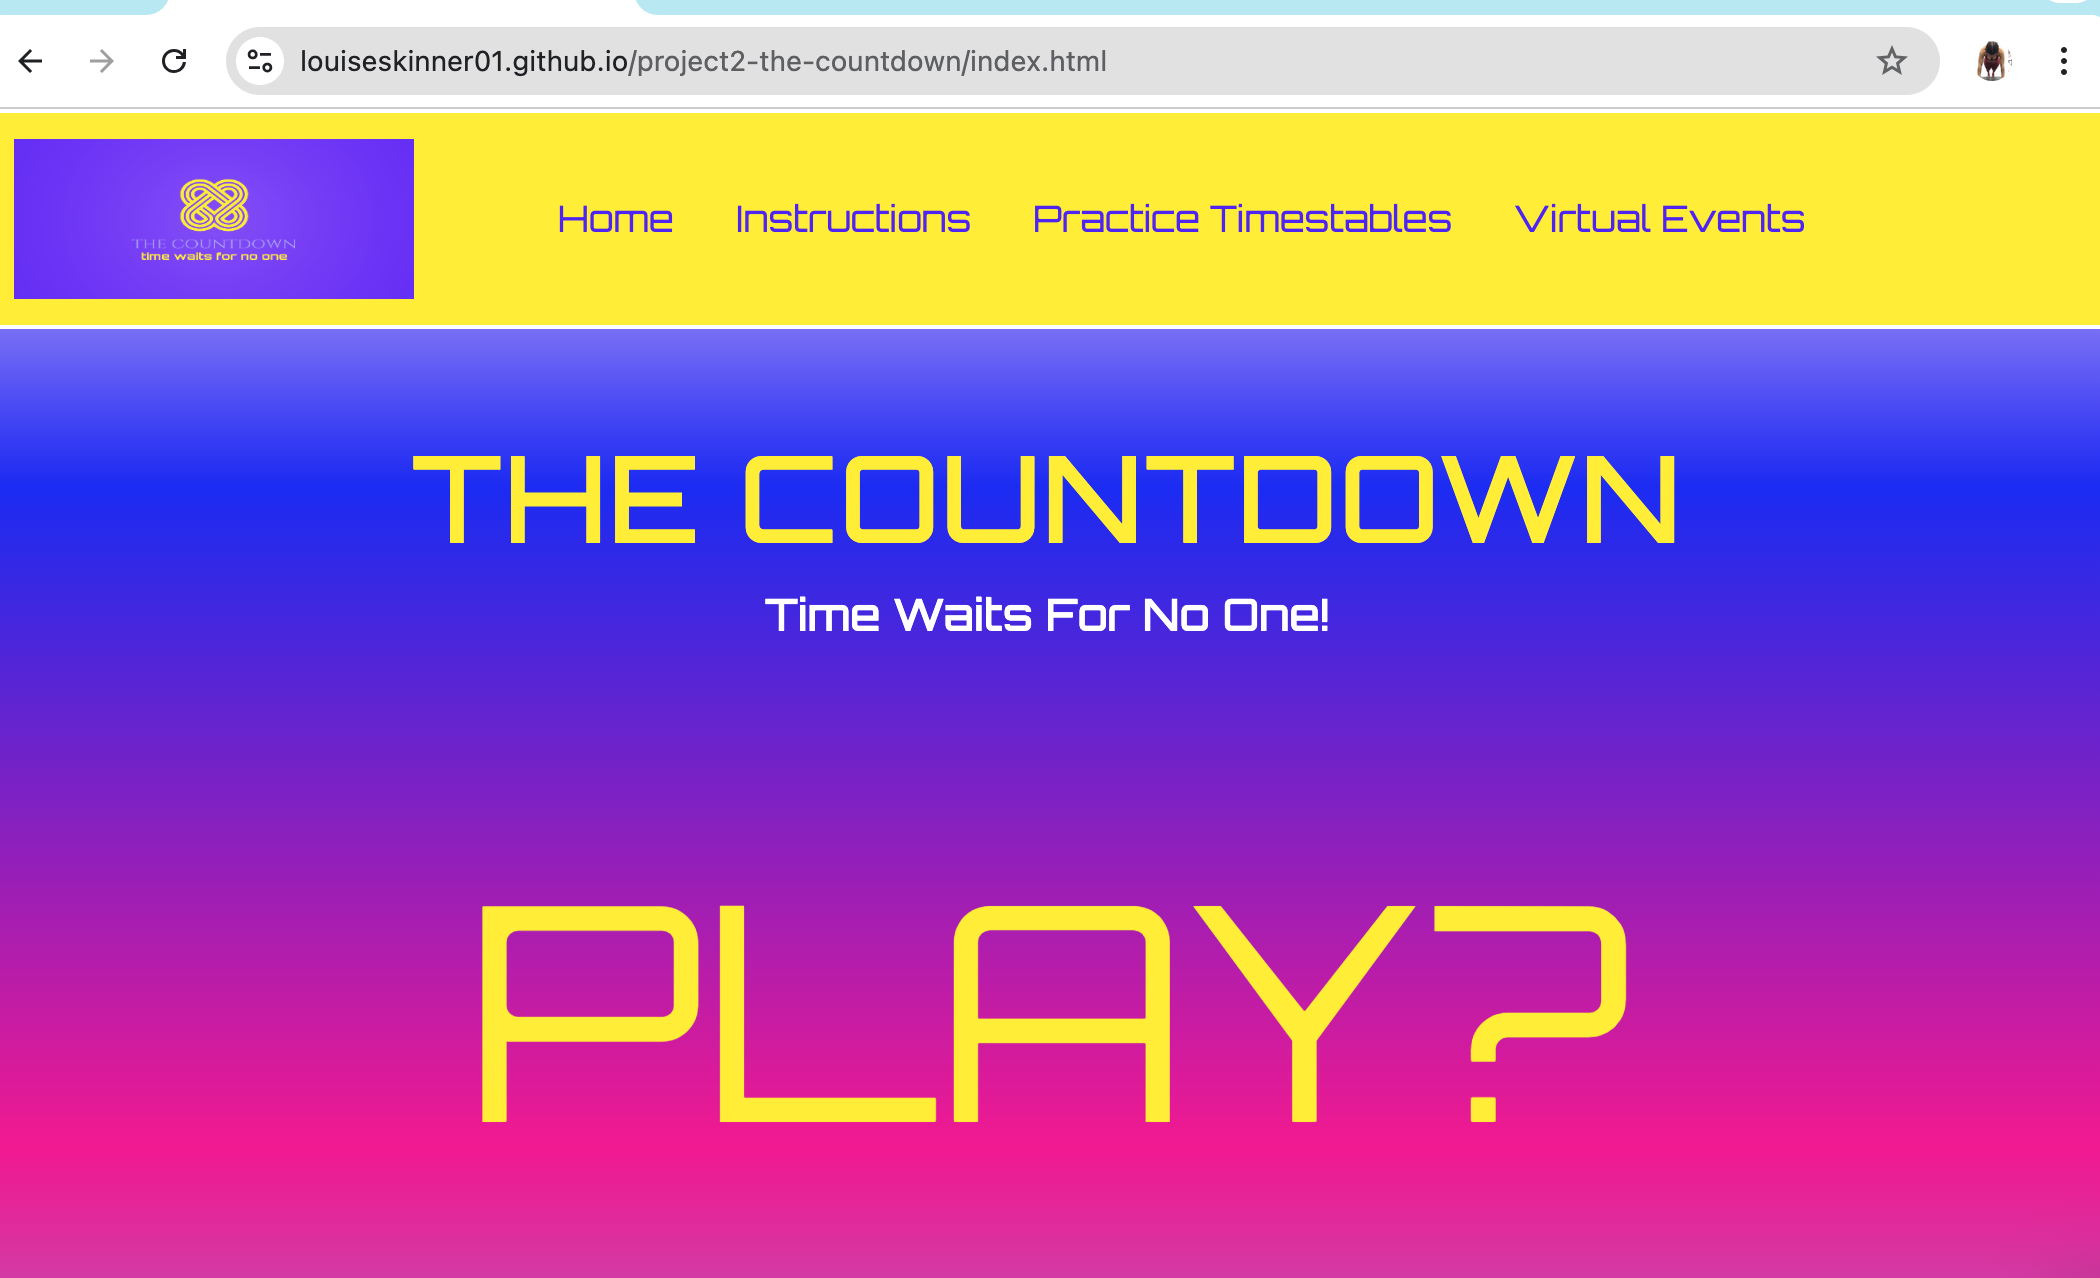 louiseskinner01.github.io/project2-the-countdown/index.html
THE COUNTDOWN
time waits for no one
Home Instructions Practice Timestables Virtual Events
THE COUNTDOWN
Time Waits For No One!
PLAY?